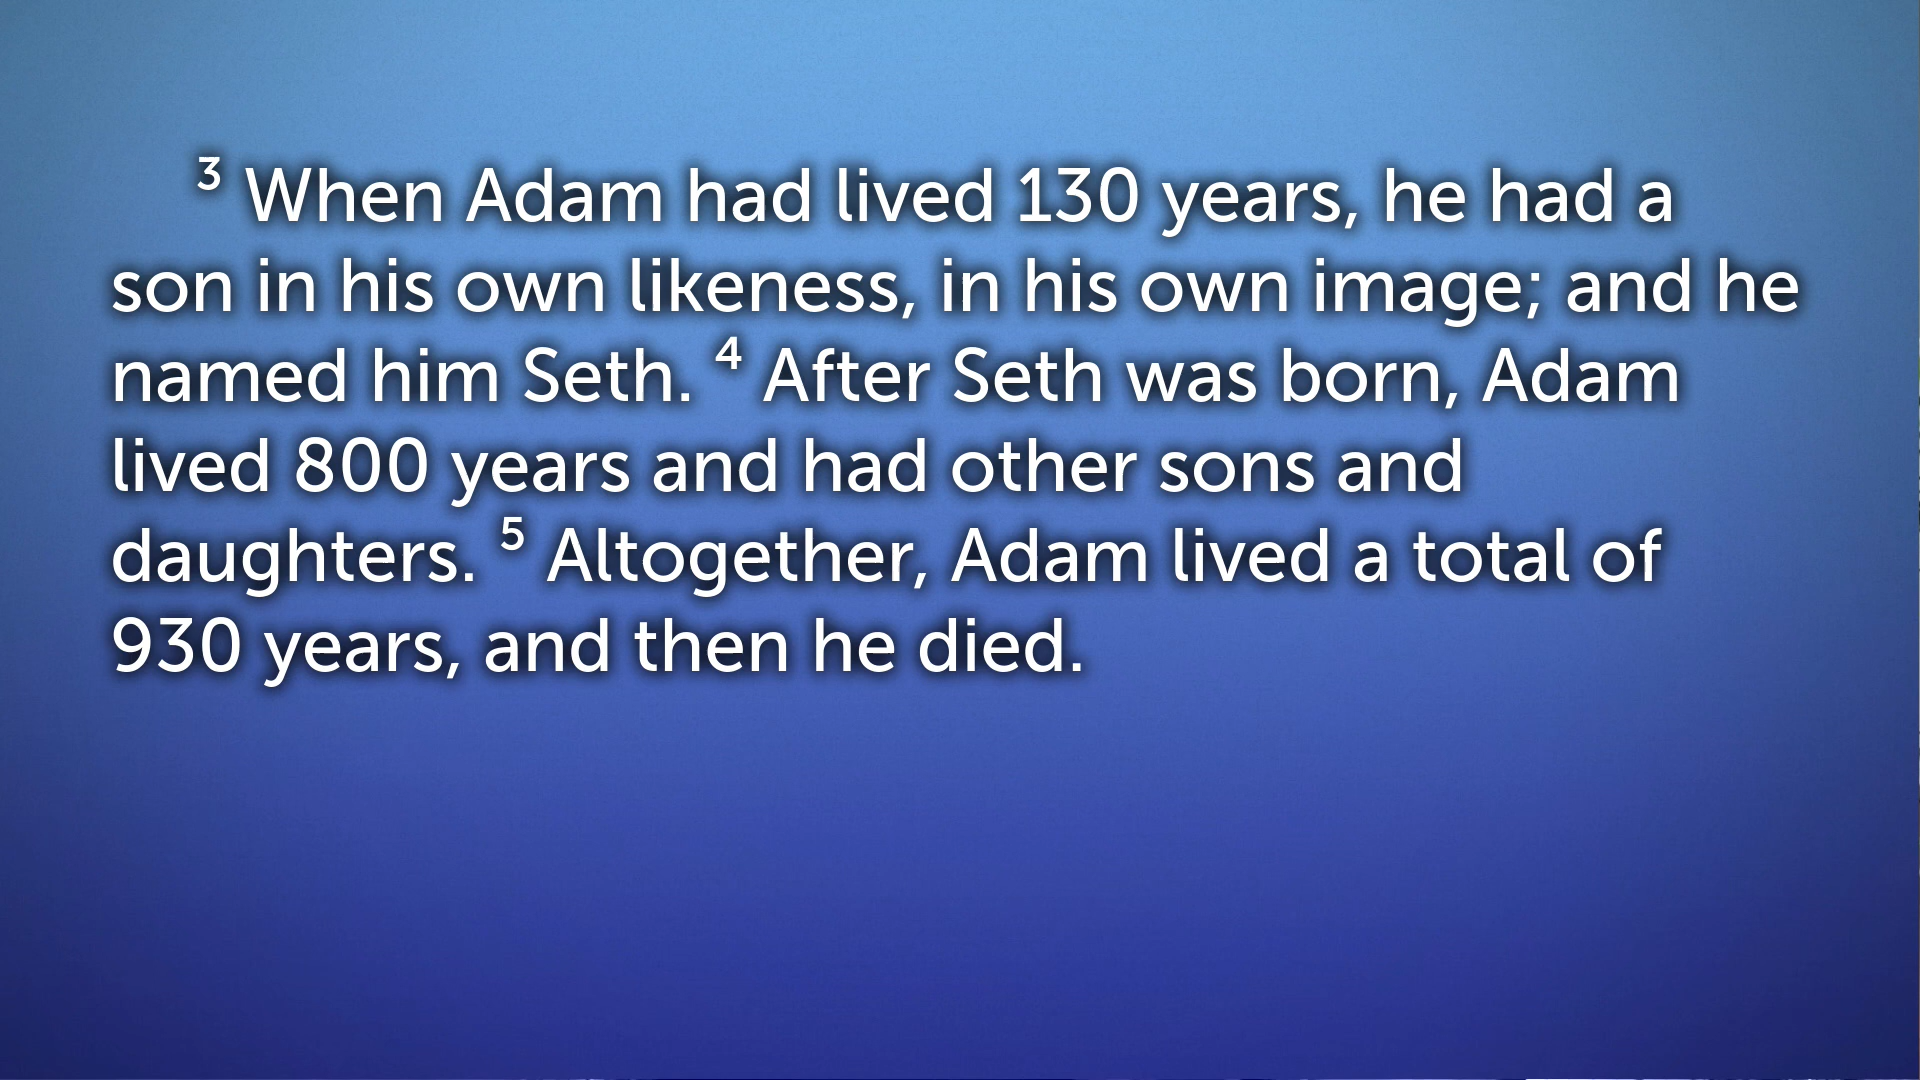 ³ When Adam had lived 130 years, he had a
son in his own likeness, in his own image; and he
named him Seth. ⁴ After Seth was born, Adam
lived 800 years and had other sons and
daughters. ⁵ Altogether, Adam lived a total of
930 years, and then he died.